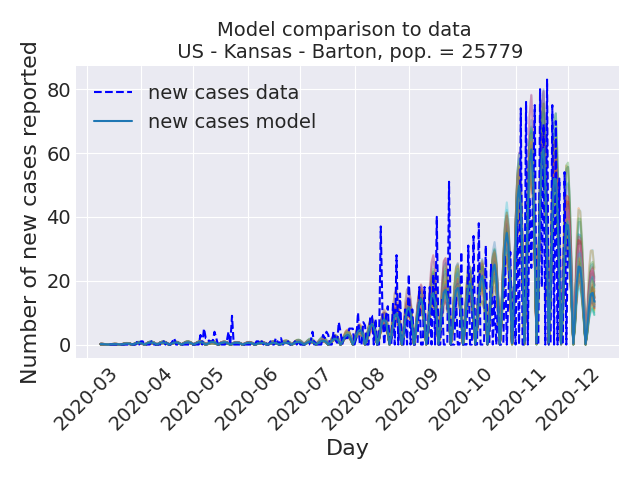 Model comparison to data
US - Kansas - Barton, pop. = 25779
Number of new cases reported
80
60
40
20
0
new cases data
new cases model
2020-03
2020-04
2020-05
2020-06
2020-07
2020-08
2020-09
2020-10
2020-11
2020-12
Day